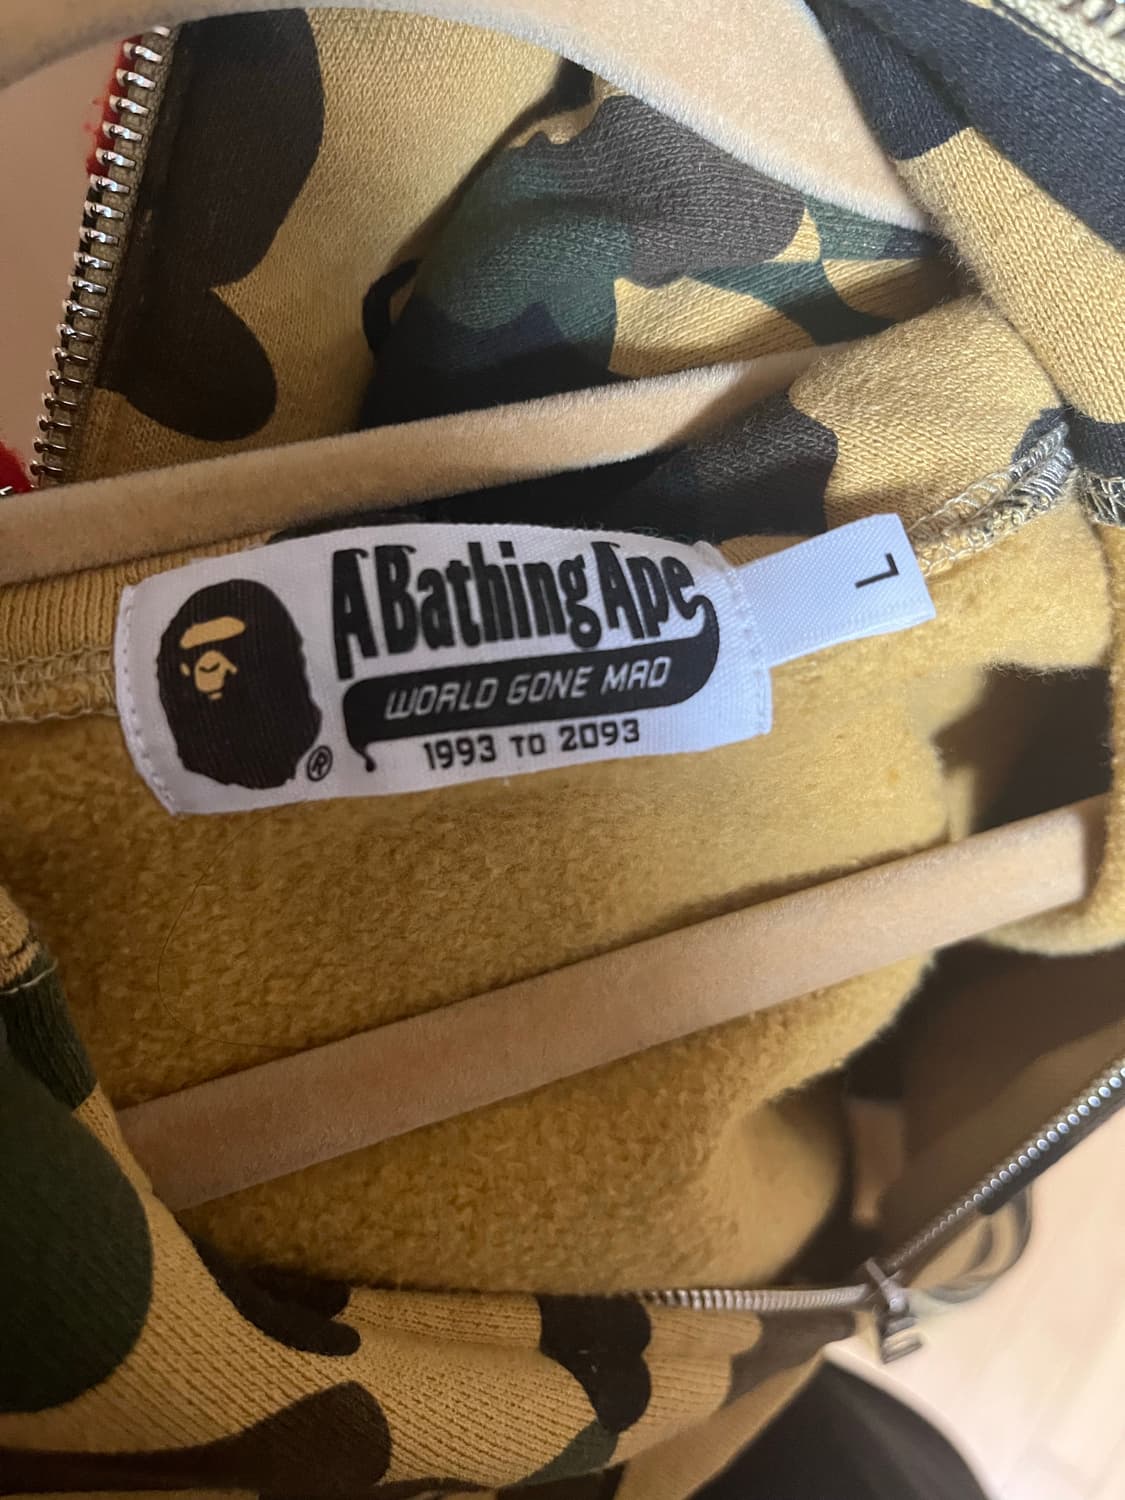 A Bathing Ape
WORLD GONE MAD
1993 TO 2093
®
L